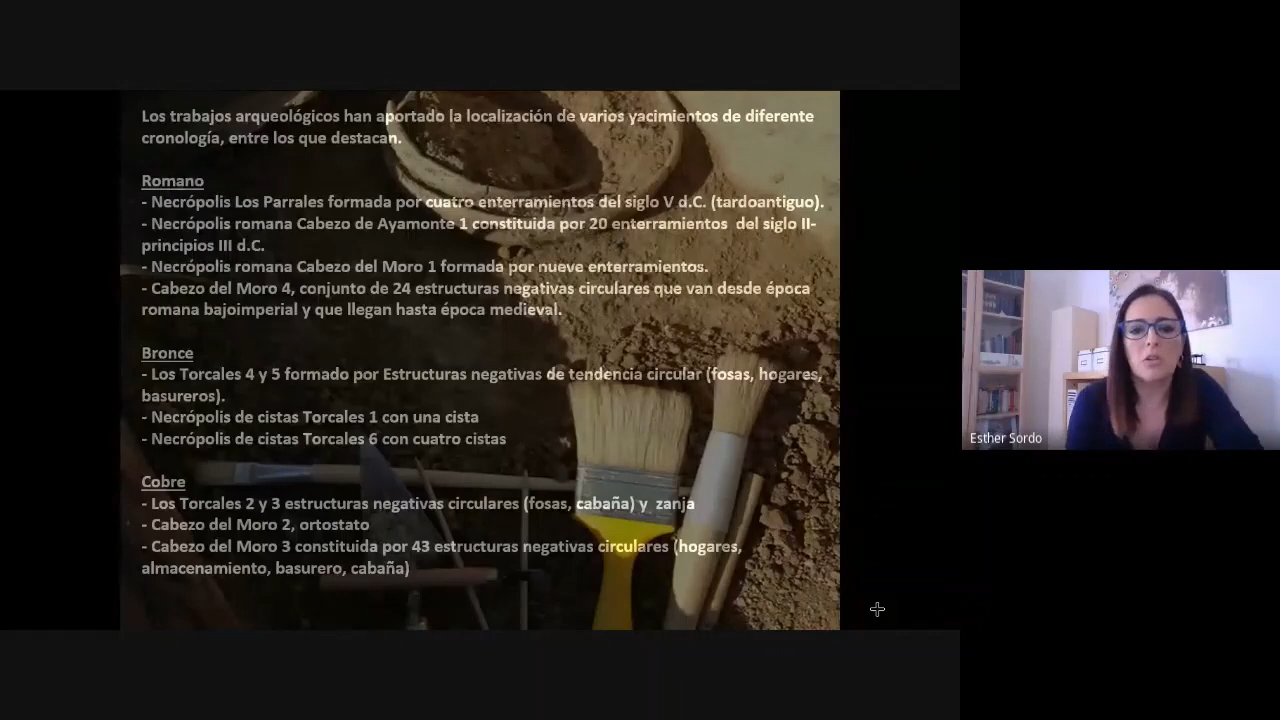 Los trabajos arqueológicos han aportado la localización de varios yacimientos de diferente
cronología, entre los que destacan.
Romano
- Necrópolis Los Parrales formada por cuatro enterramientos del siglo V d.C. (tardoantiguo).
- Necrópolis romana Cabezo de Ayamonte 1 constituida por 20 enterramientos del siglo II-
principios III d.C.
- Necrópolis romana Cabezo del Moro 1 formada por nueve enterramientos.
- Cabezo del Moro 4, conjunto de 24 estructuras negativas circulares que van desde época
romana bajoimperial y que llegan hasta época medieval.
Bronce
- Los Torcales 4 y 5 formado por Estructuras negativas de tendencia circular (fosas, hogares,
basureros).
- Necrópolis de cistas Torcales 1 con una cista
- Necrópolis de cistas Torcales 6 con cuatro cistas
Cobre
- Los Torcales 2 y 3 estructuras negativas circulares (fosas, cabaña) y zanja
- Cabezo del Moro 2, ortostato
- Cabezo del Moro 3 constituida por 43 estructuras negativas circulares (hogares,
almacenamiento, basurero, cabaña)
Esther Sordo